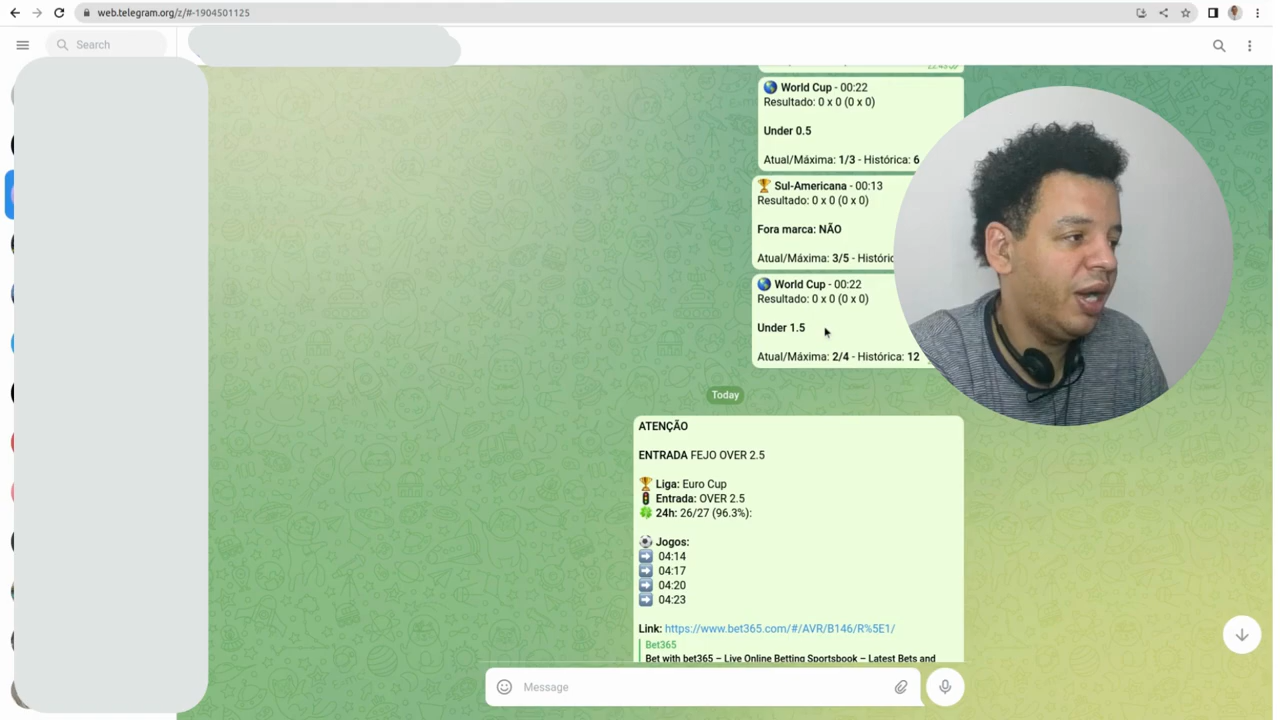 web.telegram.org/z/#-1904501125
Search
World Cup - 00:22
Resultado: 0 x 0 (0 x 0)
Under 0.5
Atual/Máxima: 1/3 - Histórica: 6
Sul-Americana - 00:13
Resultado: 0 x 0 (0 x 0)
Fora marca: NÃO
Atual/Máxima: 3/5 - Históric
World Cup - 00:22
Resultado: 0 x 0 (0 x 0)
Under 1.5
Atual/Máxima: 2/4 - Histórica: 12
Today
ATENÇÃO
ENTRADA FEJO OVER 2.5
Liga: Euro Cup
Entrada: OVER 2.5
24h: 26/27 (96.3%):
Jogos:
04:14
04:17
04:20
04:23
Link: https://www.bet365.com/#/AVR/B146/R%5E1/
Bet365
Bet with bet365 – Live Online Betting Sportsbook – Latest Bets and
Message